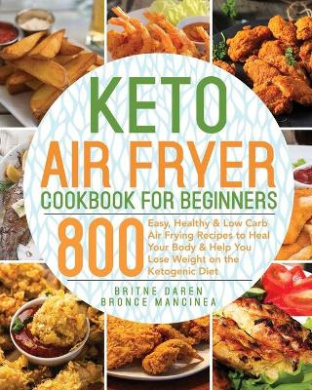 KETO
AIR FRYER
COOKBOOK FOR BEGINNERS
800
Easy, Healthy & Low Carb
Air Frying Recipes to Heal
Your Body & Help You
Lose Weight on the
Ketogenic Diet
BRITNE DAREN
BRONCE MANCINEA